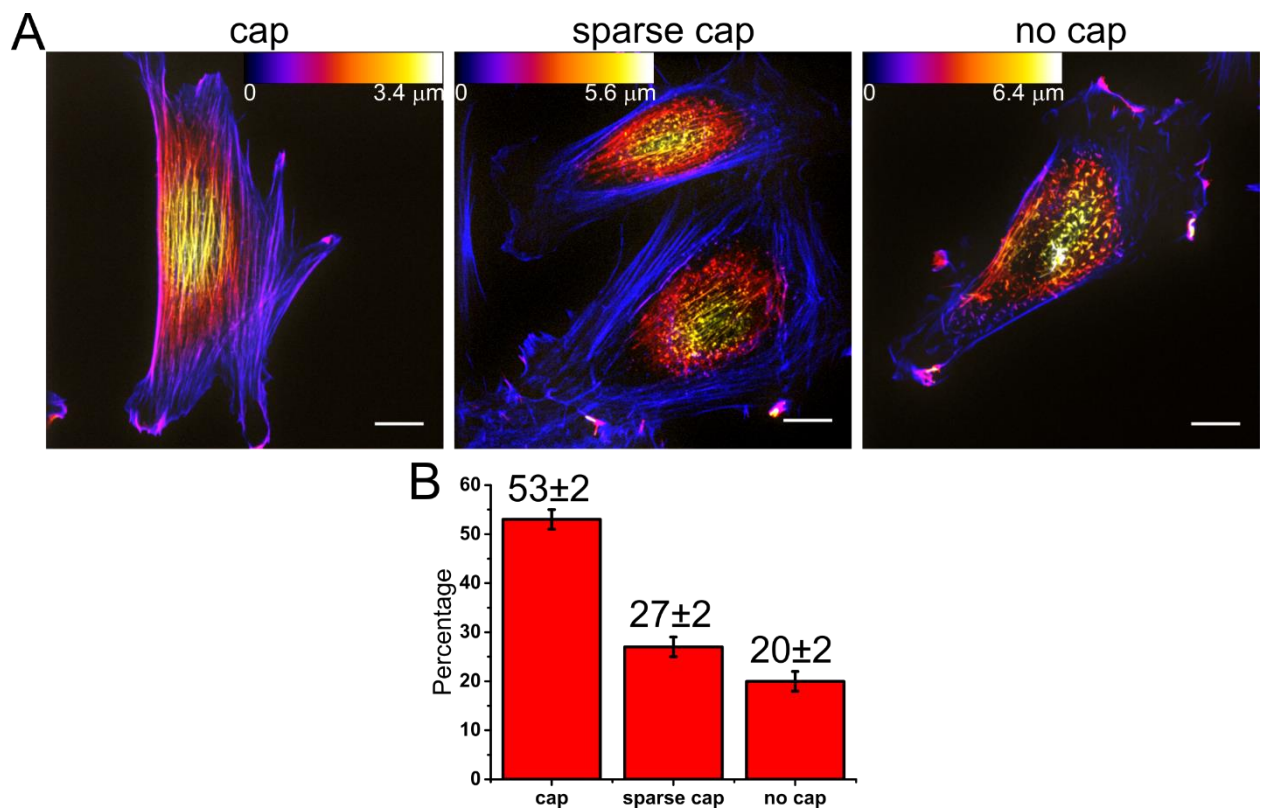 A
cap
sparse cap
no cap
0
3.4 μm
0
5.6 μm
0
6.4 μm
B
Percentage
60
50
40
30
20
10
0
53±2
27±2
20±2
cap
sparse cap
no cap